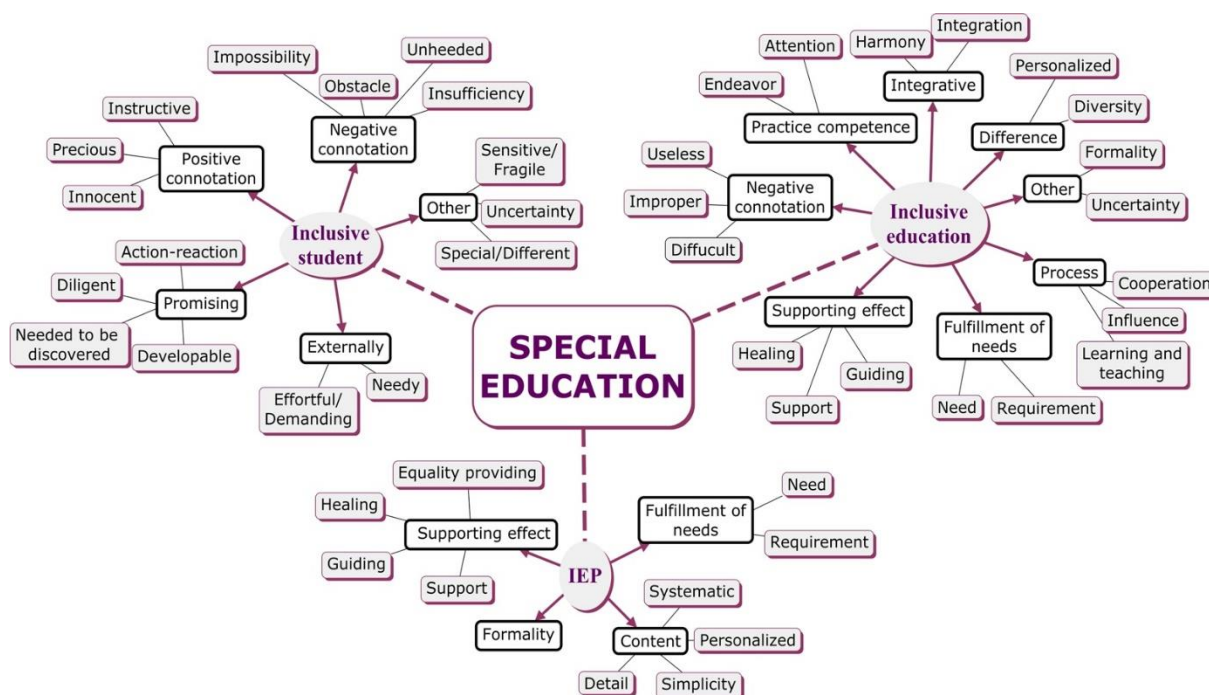 Impossibility
Unheeded
Obstacle
Insufficiency
Instructive
Negative
connotation
Precious
Positive
connotation
Innocent
Sensitive/
Fragile
Other
Uncertainty
Special/Different
Inclusive
student
Action-reaction
Diligent
Promising
Needed to be
discovered
Developable
Externally
Needy
Effortful/
Demanding
SPECIAL
EDUCATION
Attention
Harmony
Integration
Endeavor
Integrative
Personalized
Practice competence
Diversity
Difference
Useless
Negative
connotation
Improper
Diffucult
Formality
Other
Uncertainty
Inclusive
education
Process
Cooperation
Influence
Learning and
teaching
Supporting effect
Healing
Guiding
Support
Fulfillment of
needs
Need
Requirement
Equality providing
Healing
Supporting effect
Guiding
Support
Fulfillment of
needs
Need
Requirement
IEP
Formality
Systematic
Content
Personalized
Detail
Simplicity